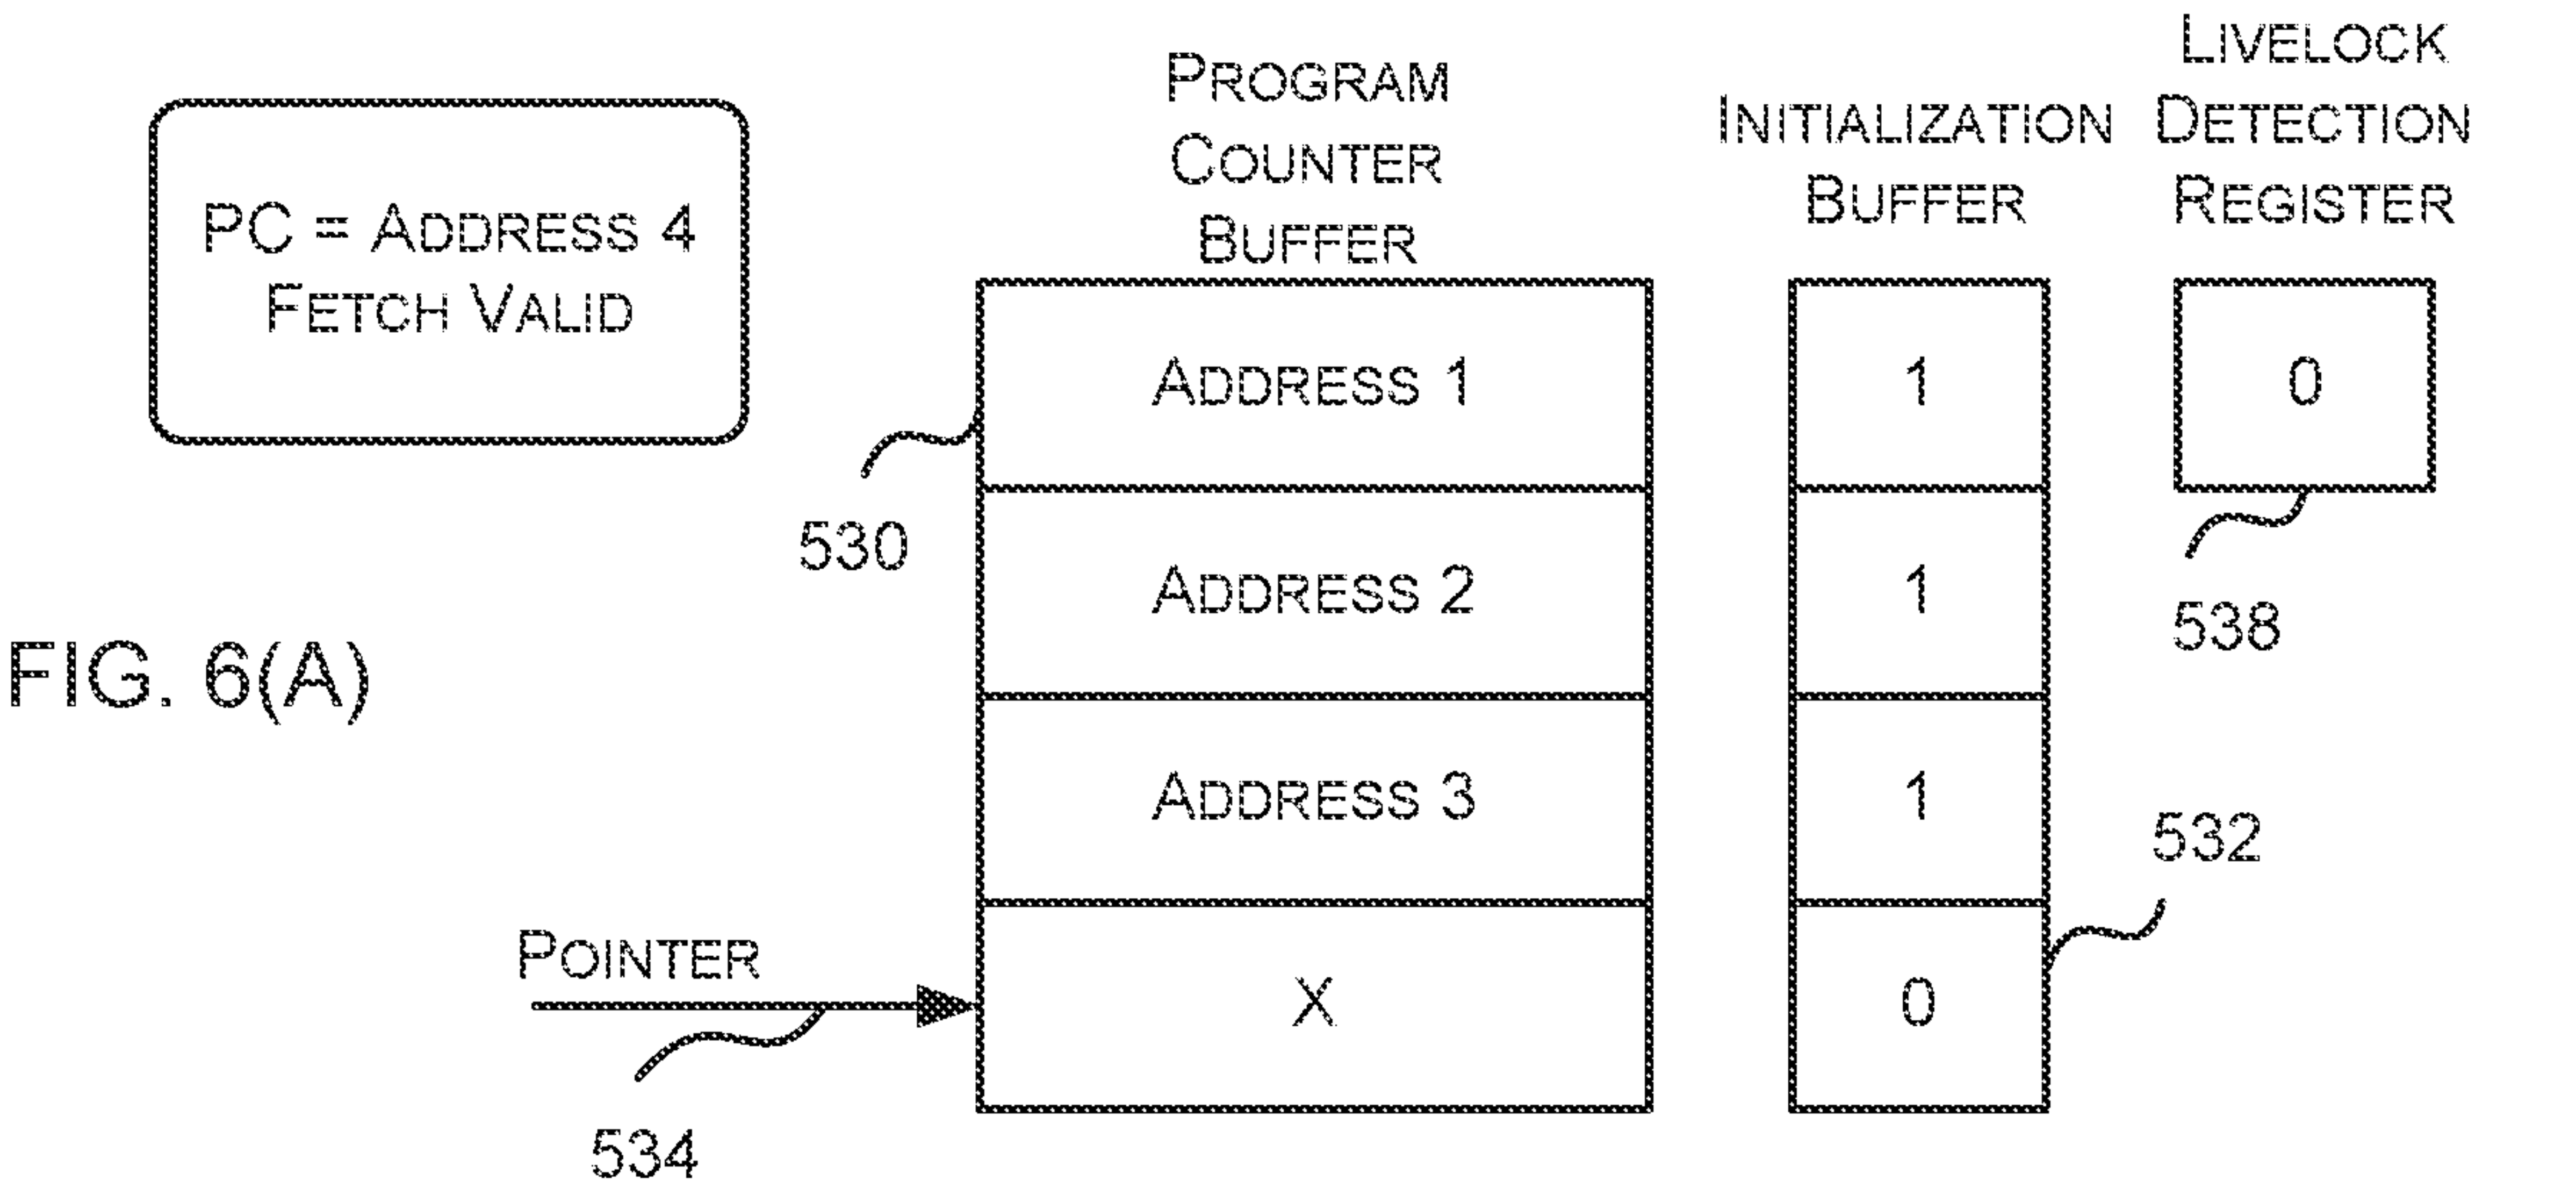 PROGRAM
COUNTER
BUFFER
INITIALIZATION
BUFFER
LIVELOCK
DETECTION
REGISTER
PC = ADDRESS 4
FETCH VALID
ADDRESS 1
1
0
530
ADDRESS 2
1
538
FIG. 6(A)
ADDRESS 3
1
532
POINTER
X
0
534